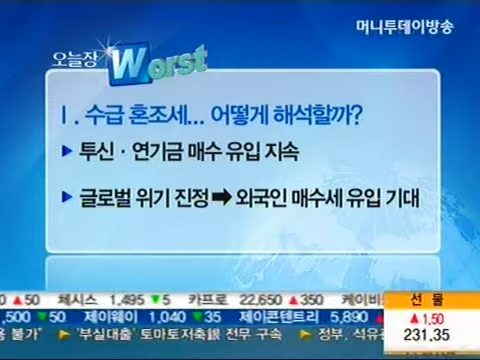 머니투데이방송
오늘장 Worst
Ⅰ. 수급 혼조세... 어떻게 해석할까?
▶ 투신·연기금 매수 유입 지속
▶ 글로벌 위기 진정 ➡ 외국인 매수세 유입 기대
▲50 체시스 1,495 ▼5 카프로 22,650 ▲350 케이비
,500 ▼50 제이웨이 1,040 ▼35 제이콘텐트리 5,890
불가” ▶ ‘부실대출’ 토마토저축銀 전무 구속 ▶ 정부, 석유
선 물
▲1,50
231,35